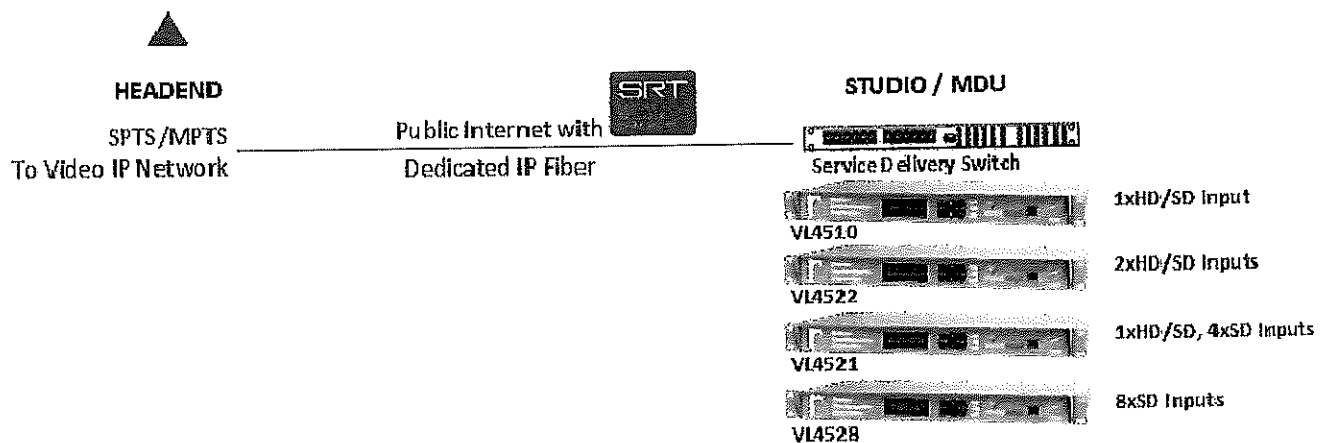 HEADEND
SPTS/MPTS
To Video IP Network
Public Internet with
SRT
Dedicated IP Fiber
STUDIO / MDU
Service Delivery Switch
1xHD/SD Input
VL4510
2xHD/SD Inputs
VL4522
1xHD/SD, 4xSD Inputs
VL4521
8xSD Inputs
VL4528